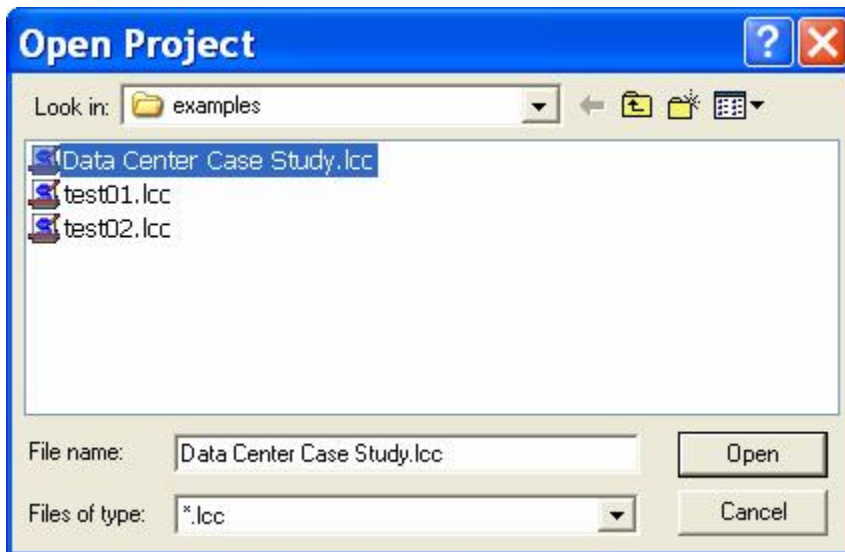 Open Project
Look in: examples
Data Center Case Study.lcc
test01.lcc
test02.lcc
File name: Data Center Case Study.lcc Open
Files of type: *.lcc Cancel